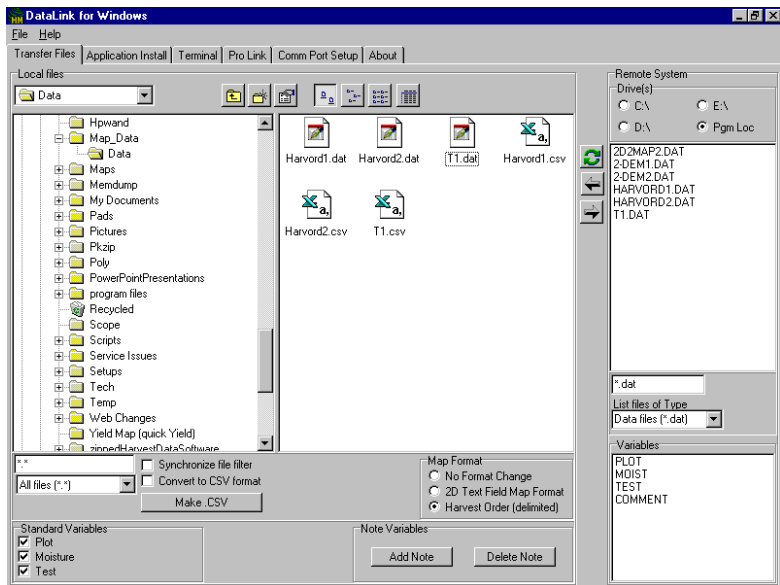 DataLink for Windows
File Help
Transfer Files Application Install Terminal Pro Link Comm Port Setup About
Local files
Data
Hpwand
Map_Data
Data
Maps
Memdump
My Documents
Pads
Pictures
Pkzip
Poly
PowerPointPresentations
program files
Recycled
Scope
Scripts
Service Issues
Setups
Tech
Temp
Web Changes
Yield Map (quick Yield)
zippedHarvestDataSoftware
Harvord1.dat Harvord2.dat T1.dat Harvord1.csv
Harvord2.csv T1.csv
*.*
All files (*.*)
Synchronize file filter
Convert to CSV format
Make .CSV
Map Format
No Format Change
2D Text Field Map Format
Harvest Order (delimited)
Standard Variables
Plot
Moisture
Test
Note Variables
Add Note Delete Note
Remote System
Drive(s)
C:\ E:\
D:\ Pgm Loc
2D2MAP2.DAT
2-DEM1.DAT
2-DEM2.DAT
HARVORD1.DAT
HARVORD2.DAT
T1.DAT
*.dat
List files of Type
Data files (*.dat)
Variables
PLOT
MOIST
TEST
COMMENT